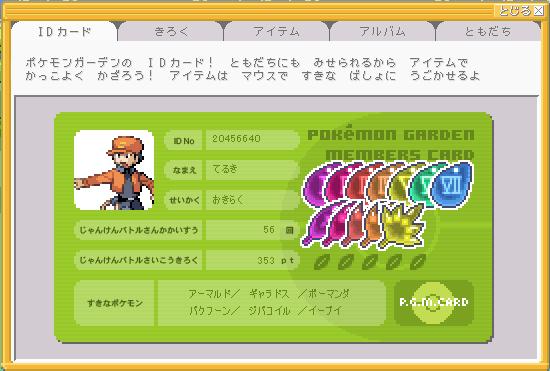 とじる
IDカード
きろく
アイテム
アルバム
ともだち
ポケモンガーデンの IDカード! ともだちにも みせられるから アイテムで
かっこよく かざろう! アイテムは マウスで すきな ばしょに うごかせるよ
POKéMON GARDEN
MEMBERS CARD
IDNo 20456640
なまえ てるき
せいかく おきらく
じゃんけんバトルさんかかいすう 56 回
じゃんけんバトルさいこうきろく 353 pt
VII
すきなポケモン
アーマルド/ ギャラドス /ボーマンダ
バクフーン/ ジバコイル /イーブイ
P.G.M.CARD